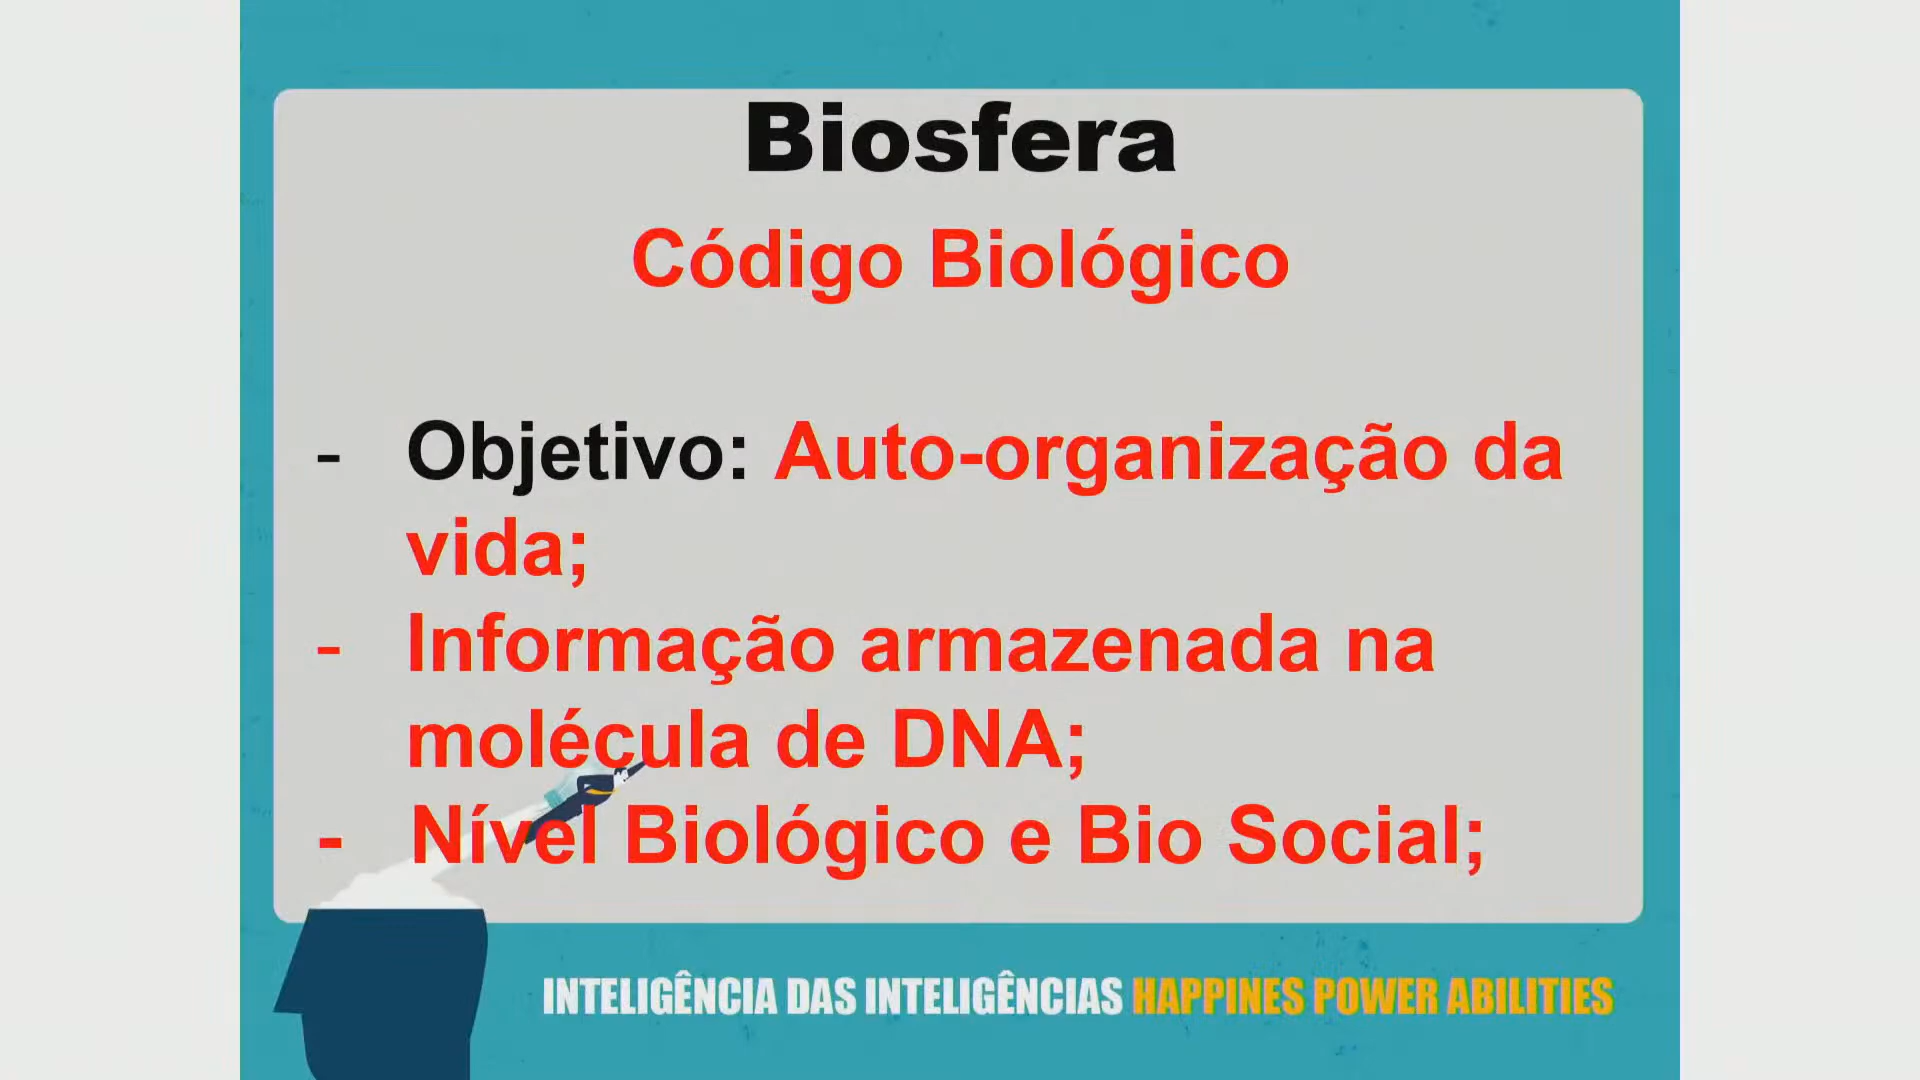 Biosfera
Código Biológico
- Objetivo: Auto-organização da
vida;
- Informação armazenada na
molécula de DNA;
- Nível Biológico e Bio Social;
INTELIGÊNCIA DAS INTELIGÊNCIAS HAPPINES POWER ABILITIES